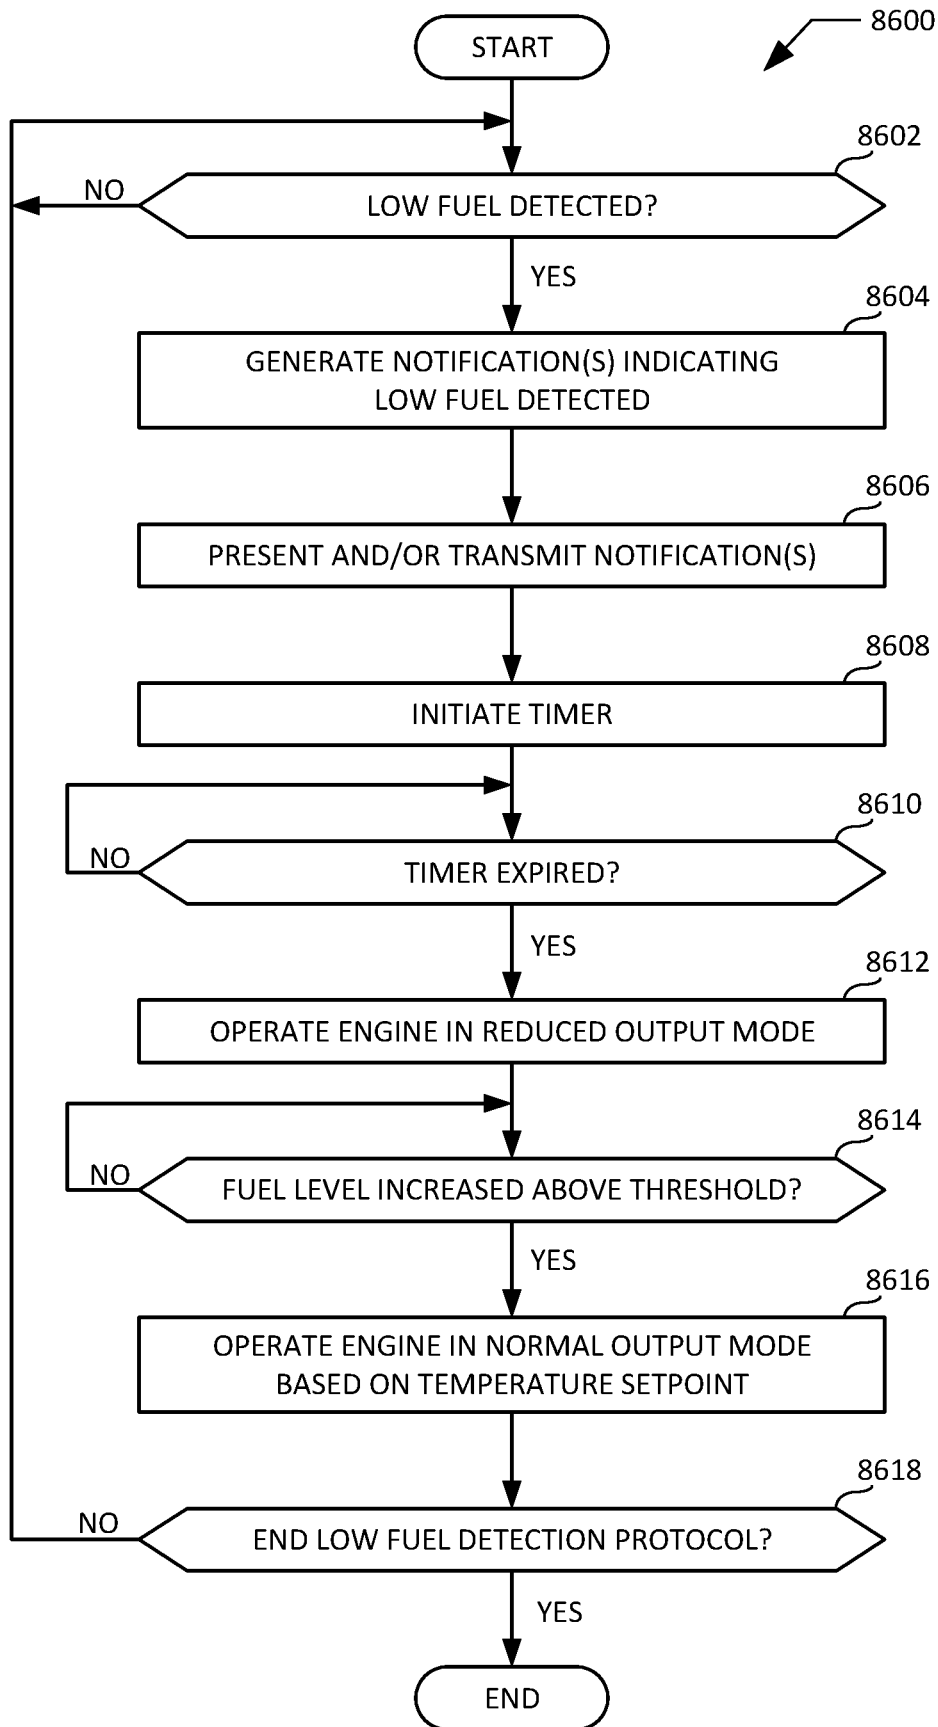 START
8600
8602
LOW FUEL DETECTED?
NO
YES
8604
GENERATE NOTIFICATION(S) INDICATING
LOW FUEL DETECTED
8606
PRESENT AND/OR TRANSMIT NOTIFICATION(S)
8608
INITIATE TIMER
8610
TIMER EXPIRED?
NO
YES
8612
OPERATE ENGINE IN REDUCED OUTPUT MODE
8614
FUEL LEVEL INCREASED ABOVE THRESHOLD?
NO
YES
8616
OPERATE ENGINE IN NORMAL OUTPUT MODE
BASED ON TEMPERATURE SETPOINT
8618
END LOW FUEL DETECTION PROTOCOL?
NO
YES
END